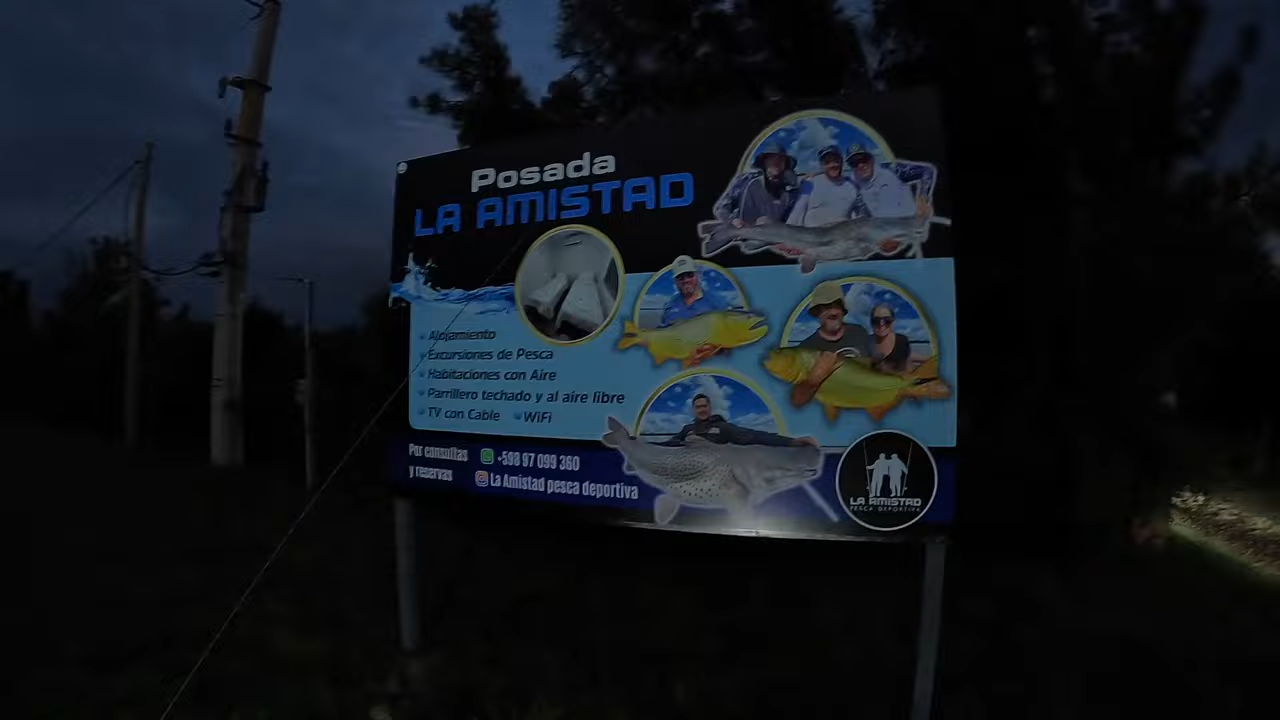 Posada
LA AMISTAD
Alojamiento
Excursiones de Pesca
Habitaciones con Aire
Parrillero techado y al aire libre
TV con Cable
WiFi
Por consultas
y reservas
+598 97 099 360
La Amistad pesca deportiva
LA AMISTAD
PESCA DEPORTIVA